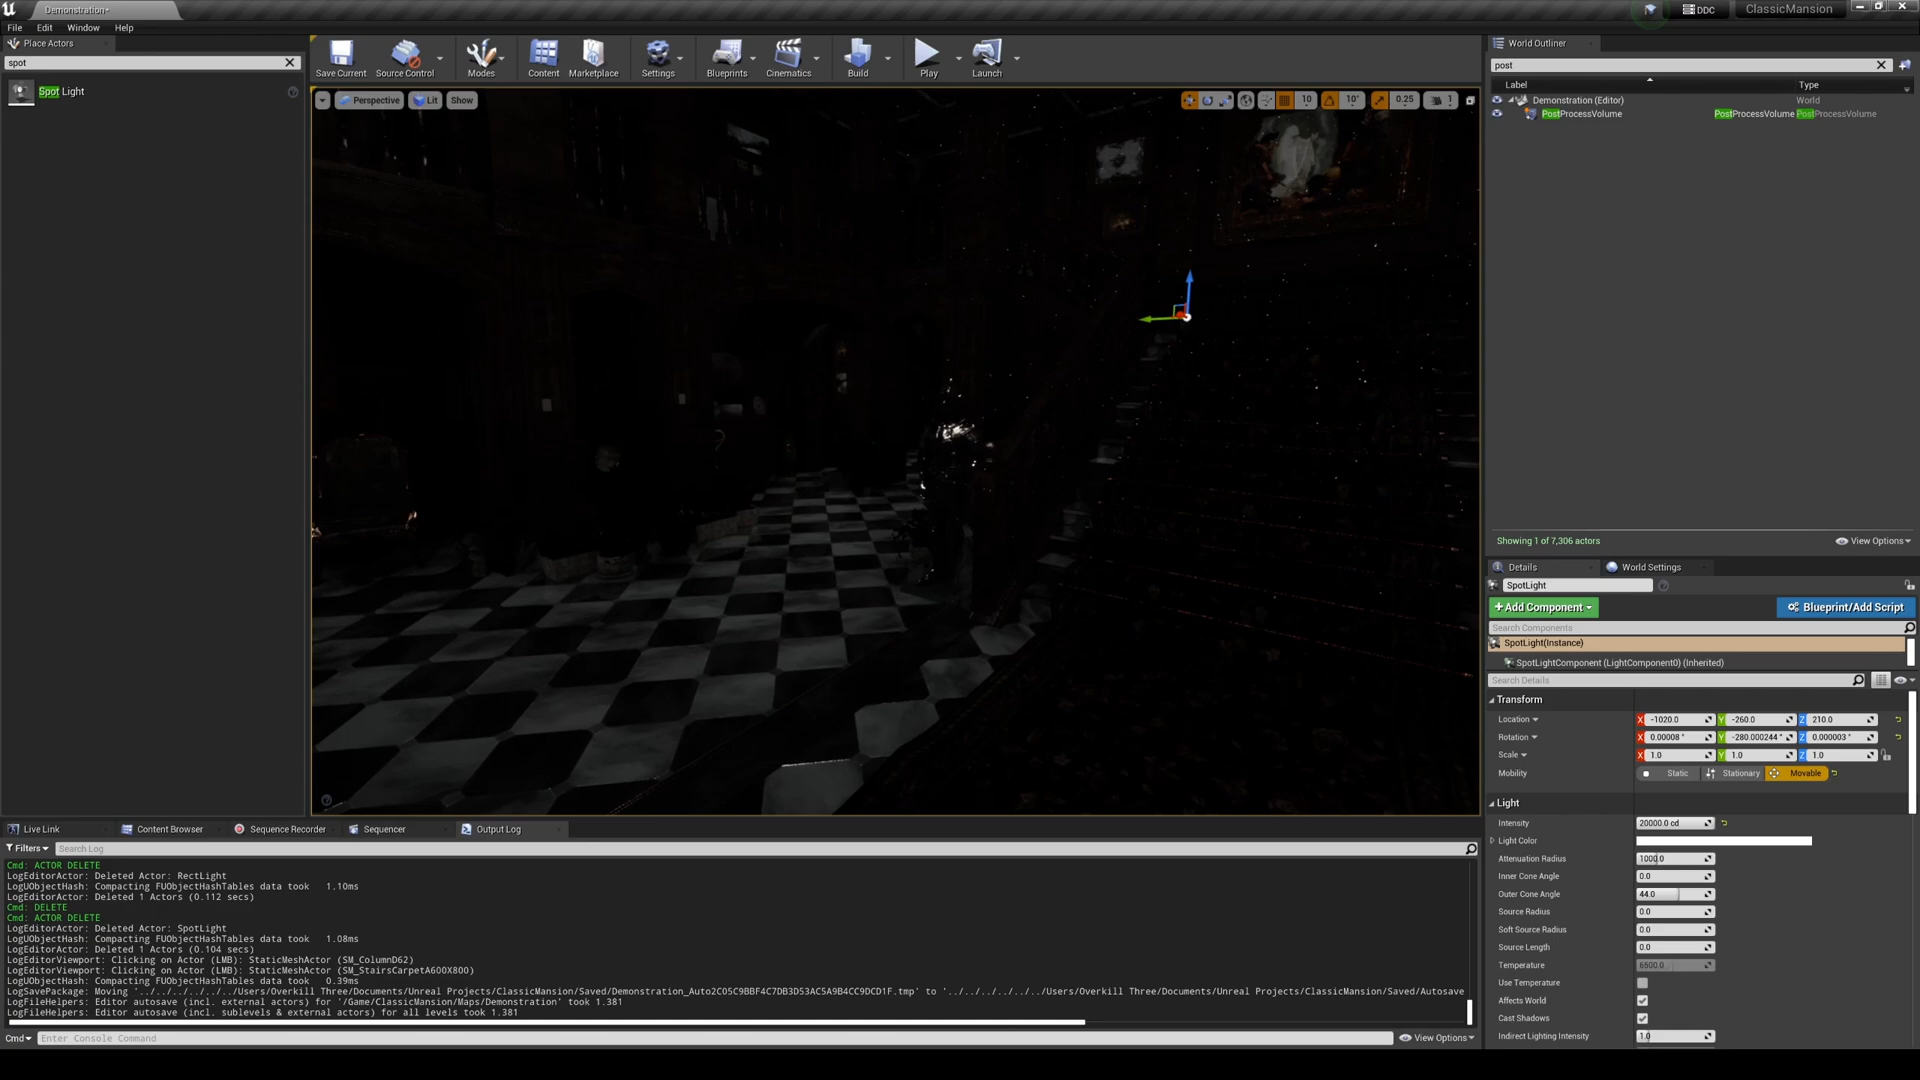 Demonstration•
DDC
ClassicMansion
File Edit Window Help
Place Actors
spot
Spot Light
Save Current
Source Control
Modes
Content
Marketplace
Settings
Blueprints
Cinematics
Build
Play
Launch
Perspective Lit Show
10 10° 0.25 1
World Outliner
post
Label Type
Demonstration (Editor) World
PostProcessVolume PostProcessVolume PostProcessVolume
Showing 1 of 7,306 actors View Options
Details World Settings
SpotLight
+Add Component Blueprint/Add Script
Search Components
SpotLight(Instance)
SpotLightComponent (LightComponent0) (Inherited)
Search Details
Transform
Location X -1020.0 Y -260.0 Z 210.0
Rotation X 0.00008 ° Y -280.000244 ° Z 0.000003 °
Scale X 1.0 Y 1.0 Z 1.0
Mobility Static Stationary Movable
Light
Intensity 20000.0 cd
Light Color
Attenuation Radius 1000.0
Inner Cone Angle 0.0
Outer Cone Angle 44.0
Source Radius 0.0
Soft Source Radius 0.0
Source Length 0.0
Temperature 6500.0
Use Temperature
Affects World
Cast Shadows
Indirect Lighting Intensity 1.0
Live Link Content Browser Sequence Recorder Sequencer Output Log
Filters Search Log
Cmd: ACTOR DELETE
LogEditorActor: Deleted Actor: RectLight
LogUObjectHash: Compacting FUObjectHashTables data took 1.10ms
LogEditorActor: Deleted 1 Actors (0.112 secs)
Cmd: DELETE
Cmd: ACTOR DELETE
LogEditorActor: Deleted Actor: SpotLight
LogUObjectHash: Compacting FUObjectHashTables data took 1.08ms
LogEditorActor: Deleted 1 Actors (0.104 secs)
LogEditorViewport: Clicking on Actor (LMB): StaticMeshActor (SM_ColumnD62)
LogEditorViewport: Clicking on Actor (LMB): StaticMeshActor (SM_StairsCarpetA600X800)
LogUObjectHash: Compacting FUObjectHashTables data took 0.39ms
LogSavePackage: Moving '../../../../../../Users/Overkill Three/Documents/Unreal Projects/ClassicMansion/Saved/Demonstration_Auto2C05C9BBF4C7DB3D53AC5A9B4CC9DCD1F.tmp' to '../../../../../../Users/Overkill Three/Documents/Unreal Projects/ClassicMansion/Saved/Autosave
LogFileHelpers: Editor autosave (incl. external actors) for '/Game/ClassicMansion/Maps/Demonstration' took 1.381
LogFileHelpers: Editor autosave (incl. sublevels & external actors) for all levels took 1.381
Cmd Enter Console Command View Options